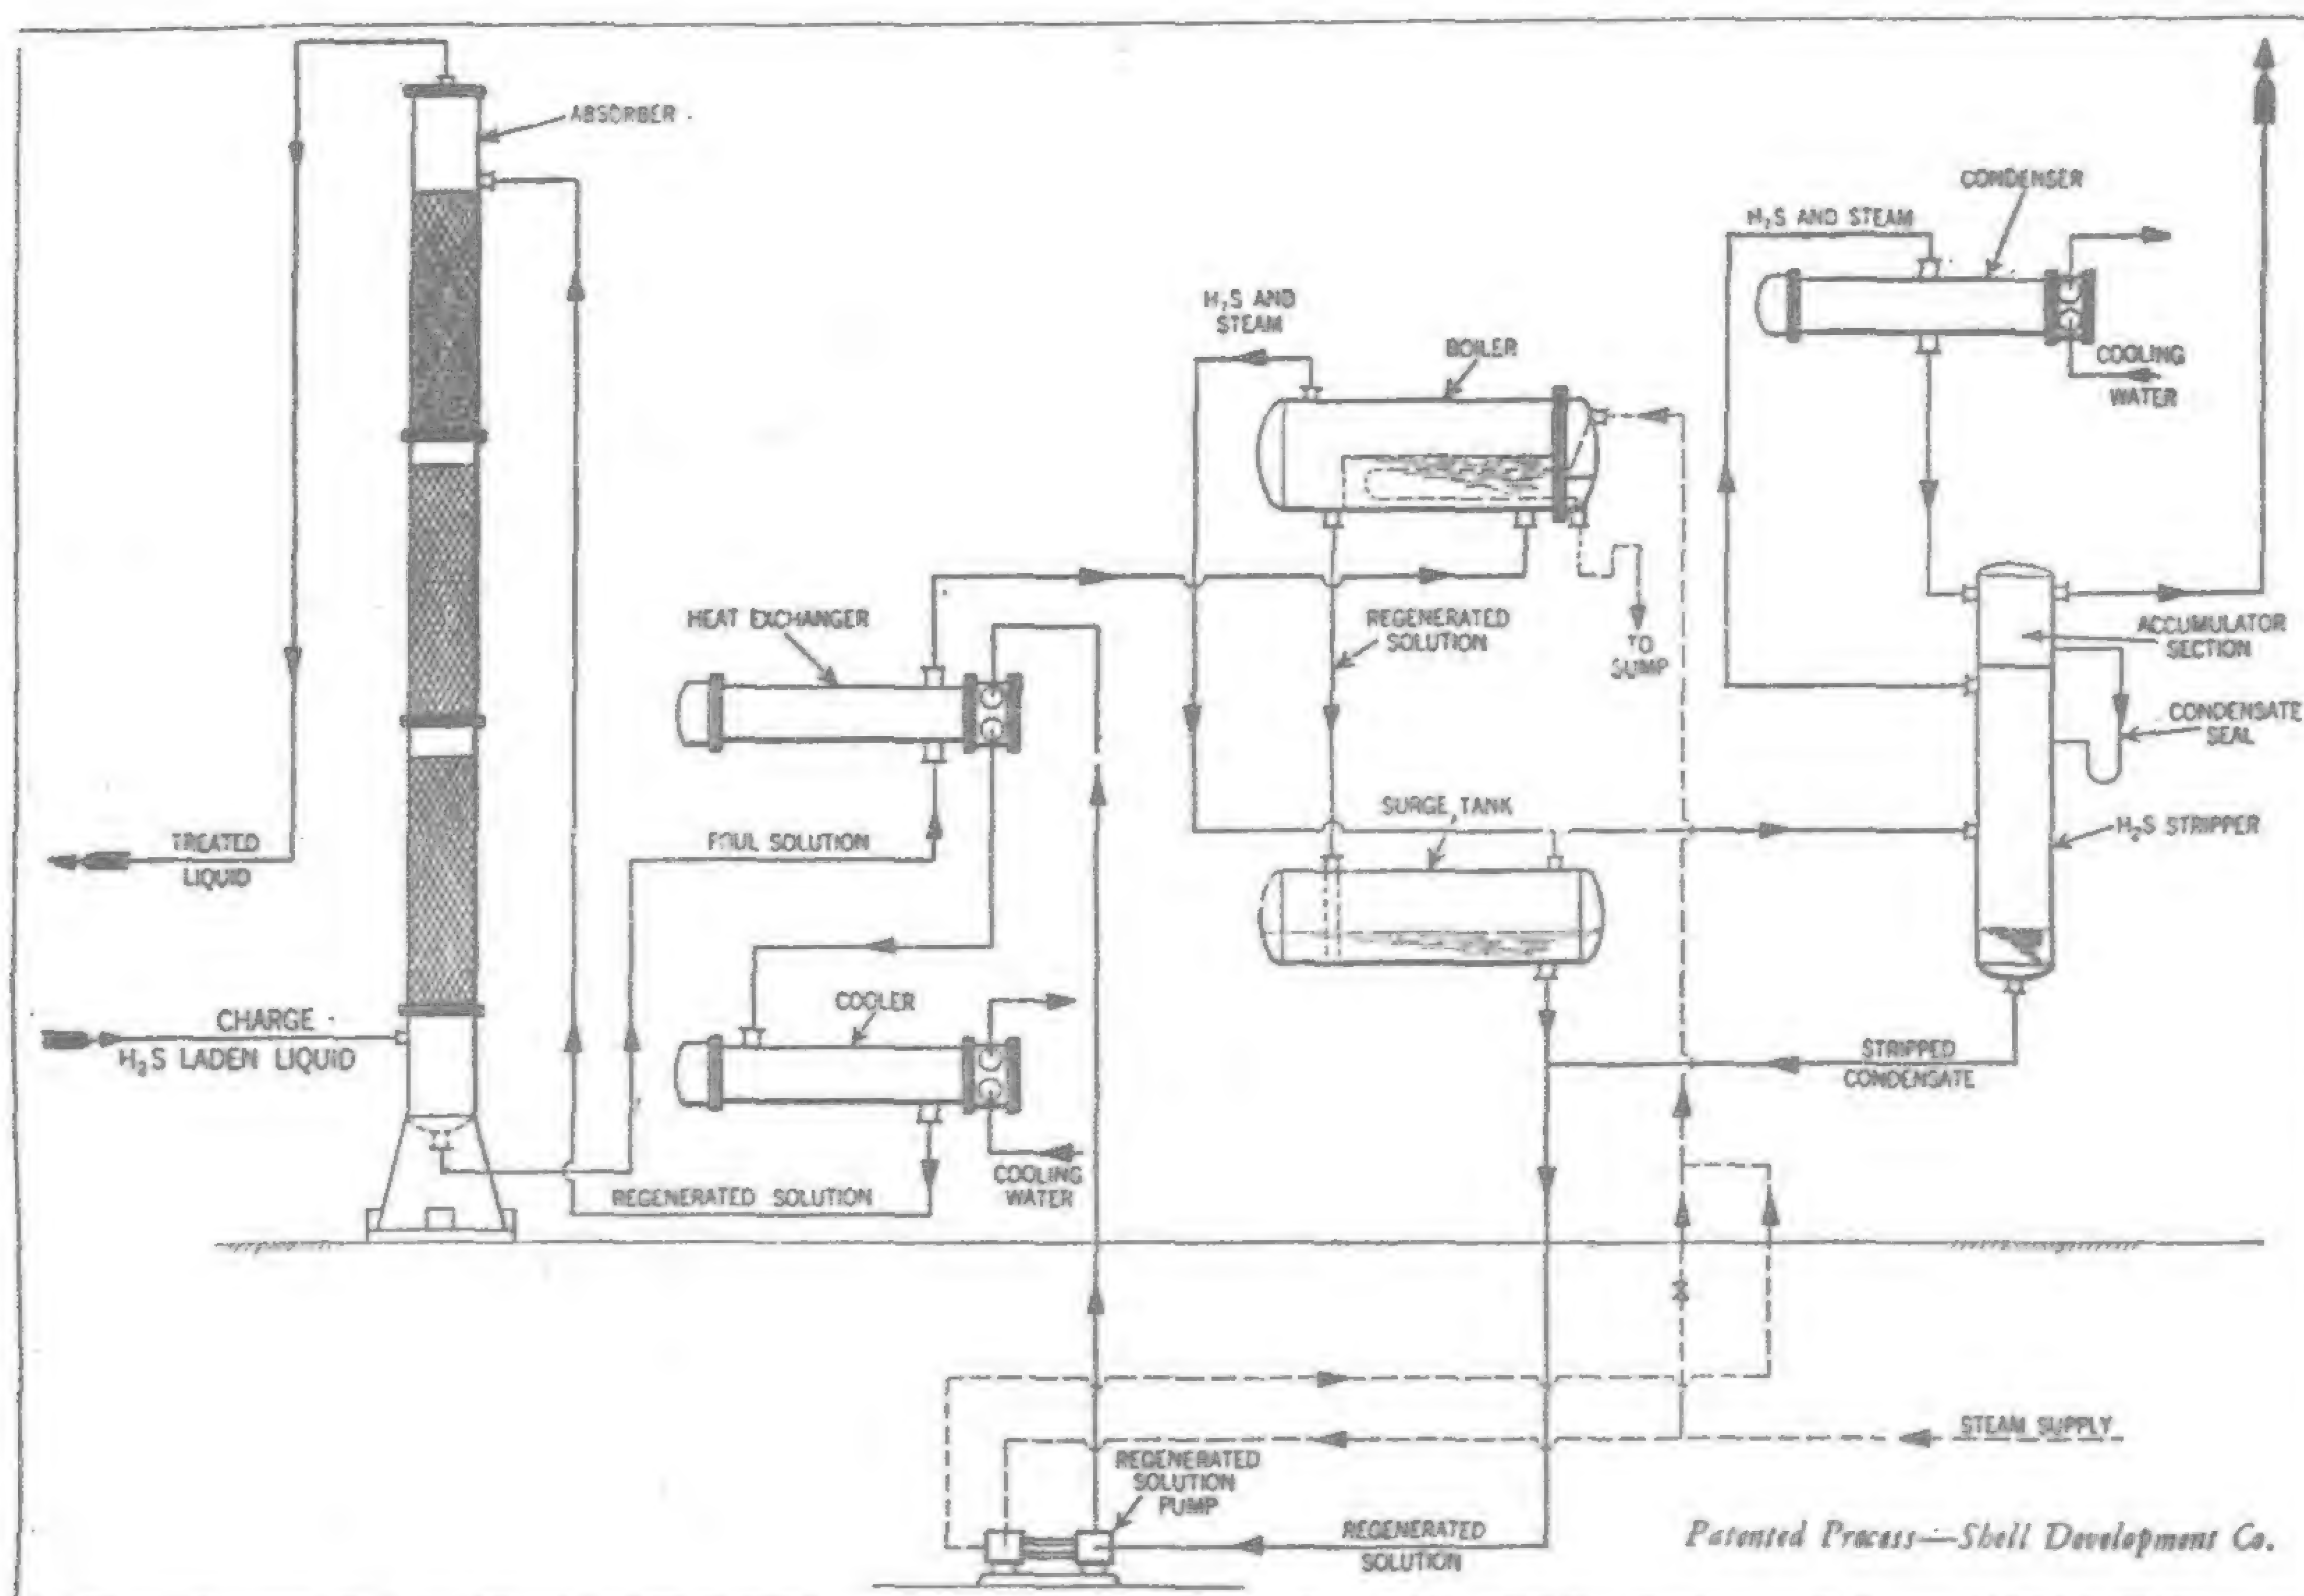 ABSORBER
CONDENSER
H₂S AND STEAM
H₂S AND
STEAM
BOILER
COOLING
WATER
HEAT EXCHANGER
REGENERATED
SOLUTION
TO
SUMP
ACCUMULATOR
SECTION
CONDENSATE
SEAL
SURGE TANK
H₂S STRIPPER
TREATED
LIQUID
FOUL SOLUTION
COOLER
CHARGE
H₂S LADEN LIQUID
STRIPPED
CONDENSATE
COOLING
WATER
REGENERATED SOLUTION
STEAM SUPPLY
REGENERATED
SOLUTION
PUMP
REGENERATED
SOLUTION
Patented Process—Shell Development Co.